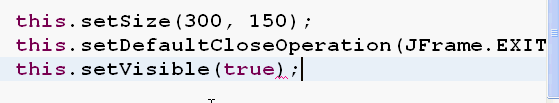 this.setSize(300, 150);
this.setDefaultCloseOperation(JFrame.EXIT
this.setVisible(true);